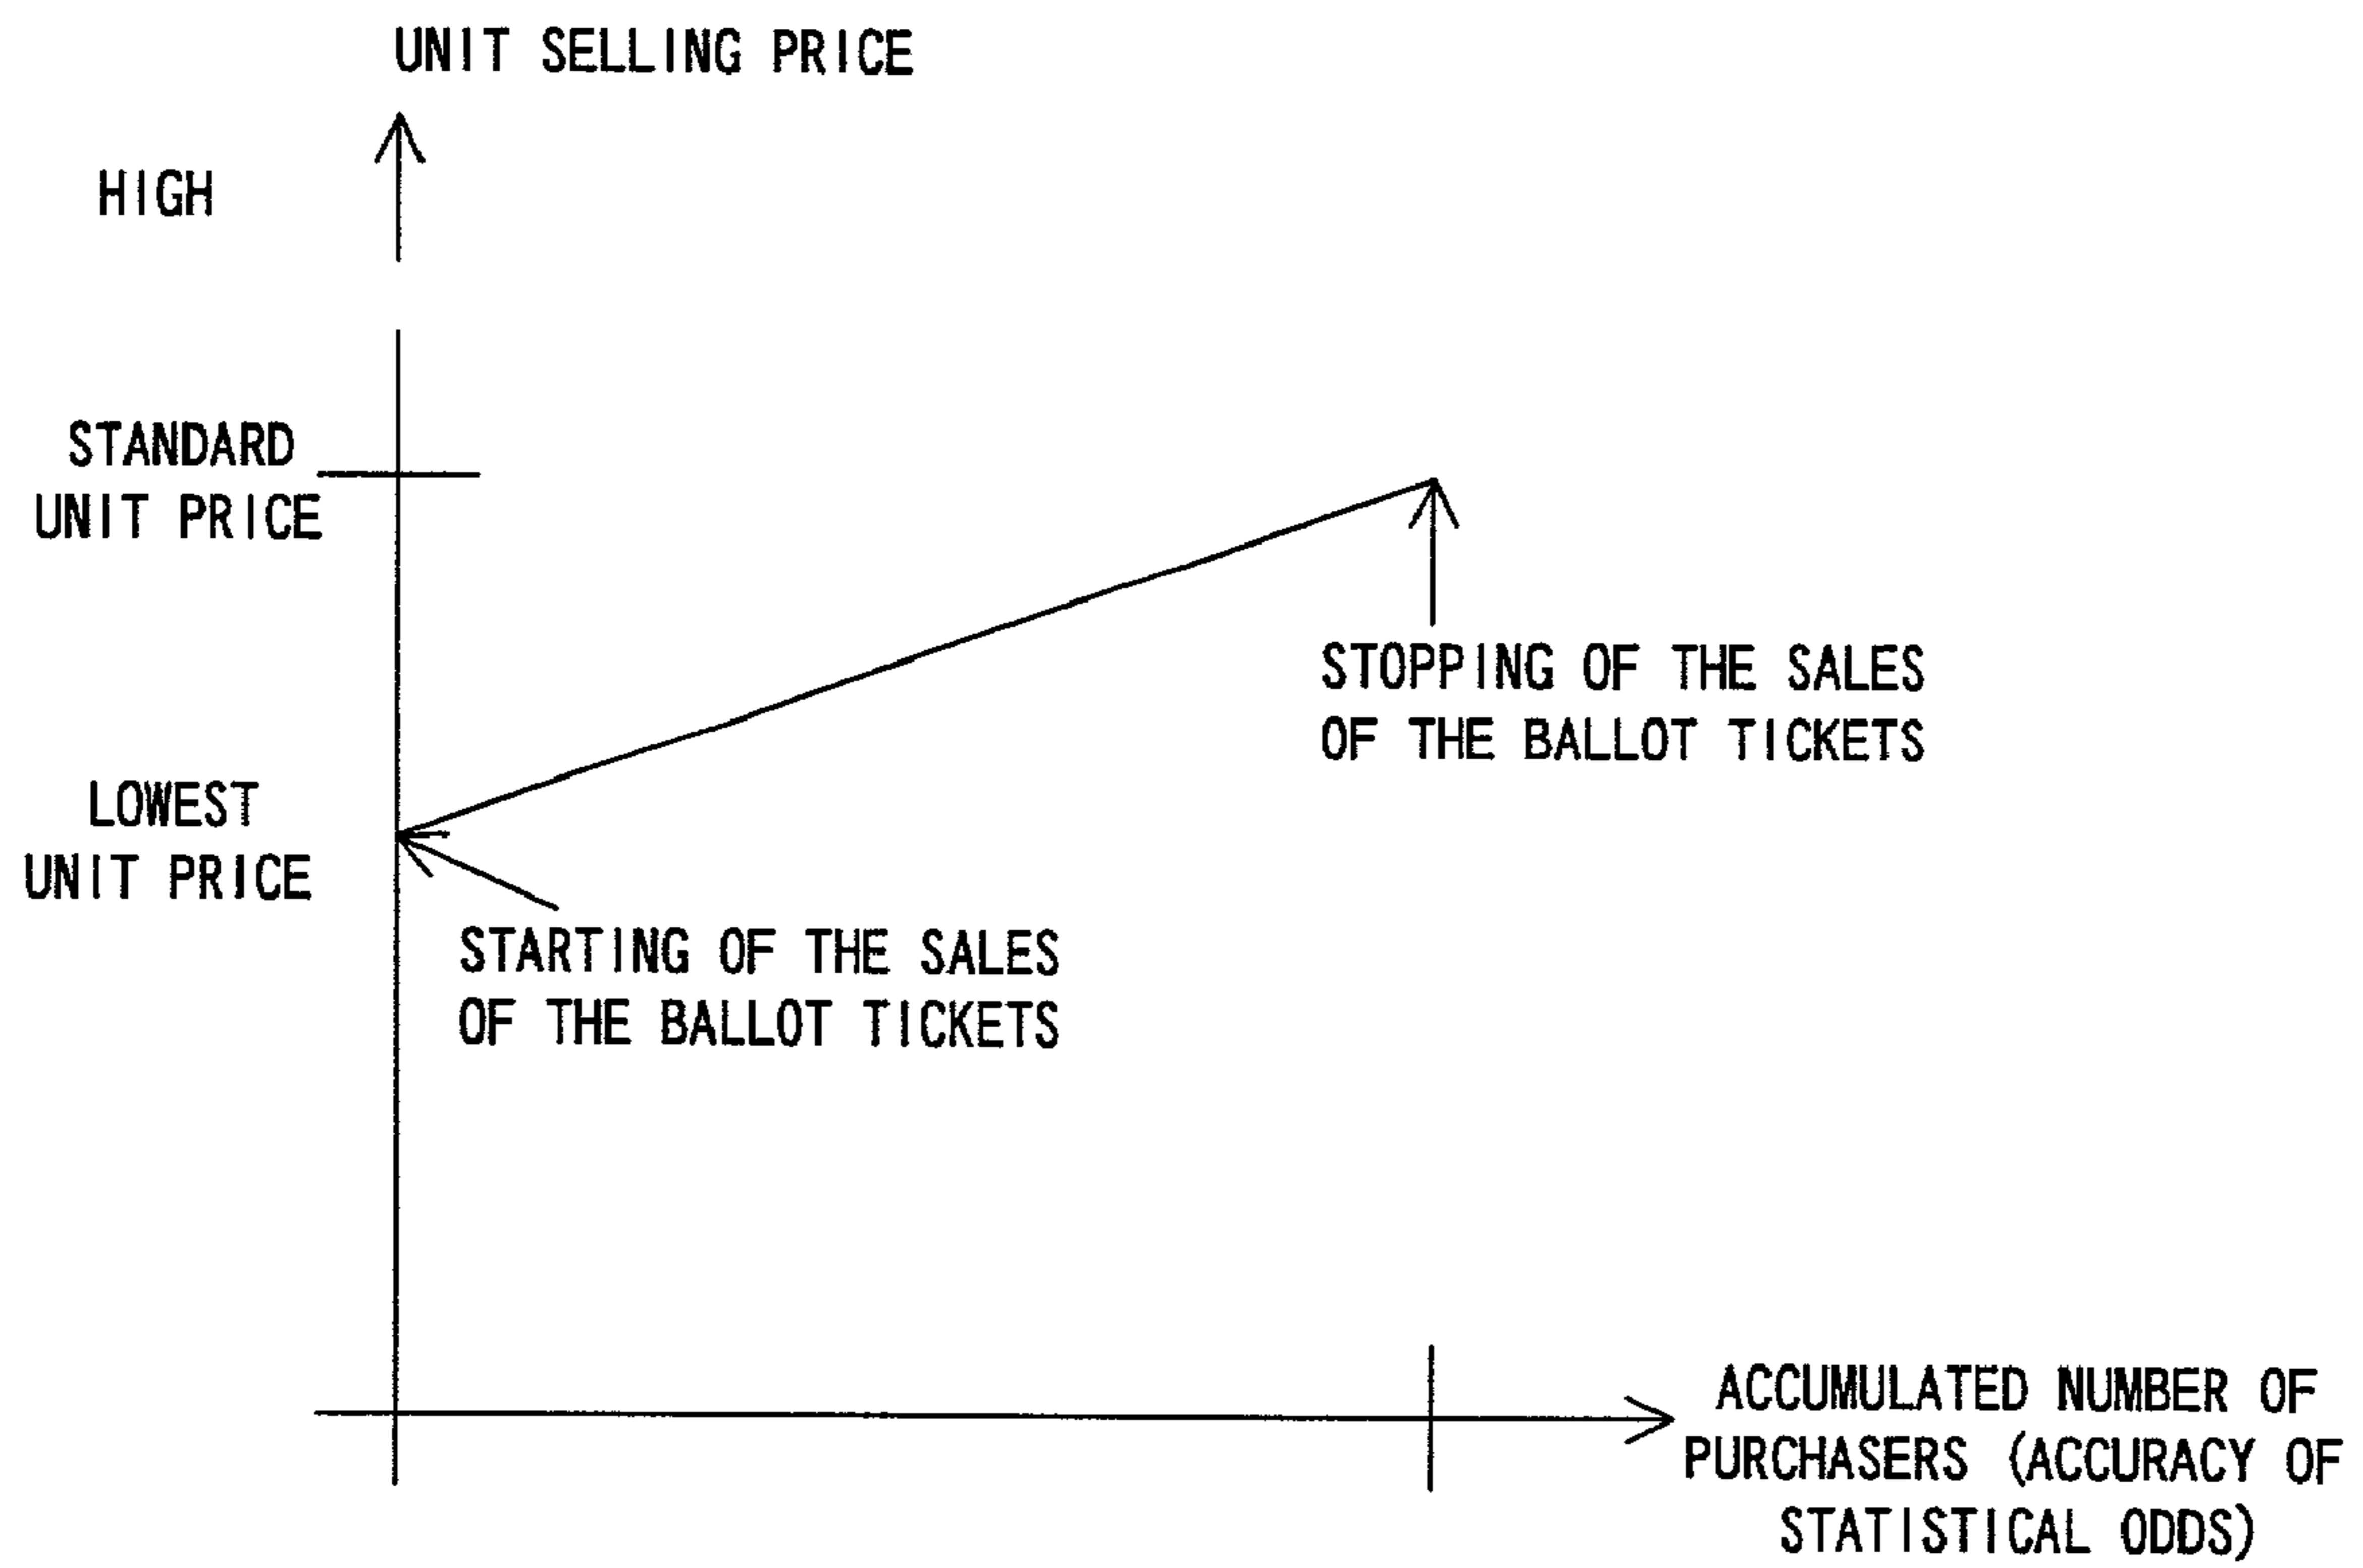 UNIT SELLING PRICE
HIGH
STANDARD
UNIT PRICE
STOPPING OF THE SALES
OF THE BALLOT TICKETS
LOWEST
UNIT PRICE
STARTING OF THE SALES
OF THE BALLOT TICKETS
ACCUMULATED NUMBER OF
PURCHASERS (ACCURACY OF
STATISTICAL ODDS)